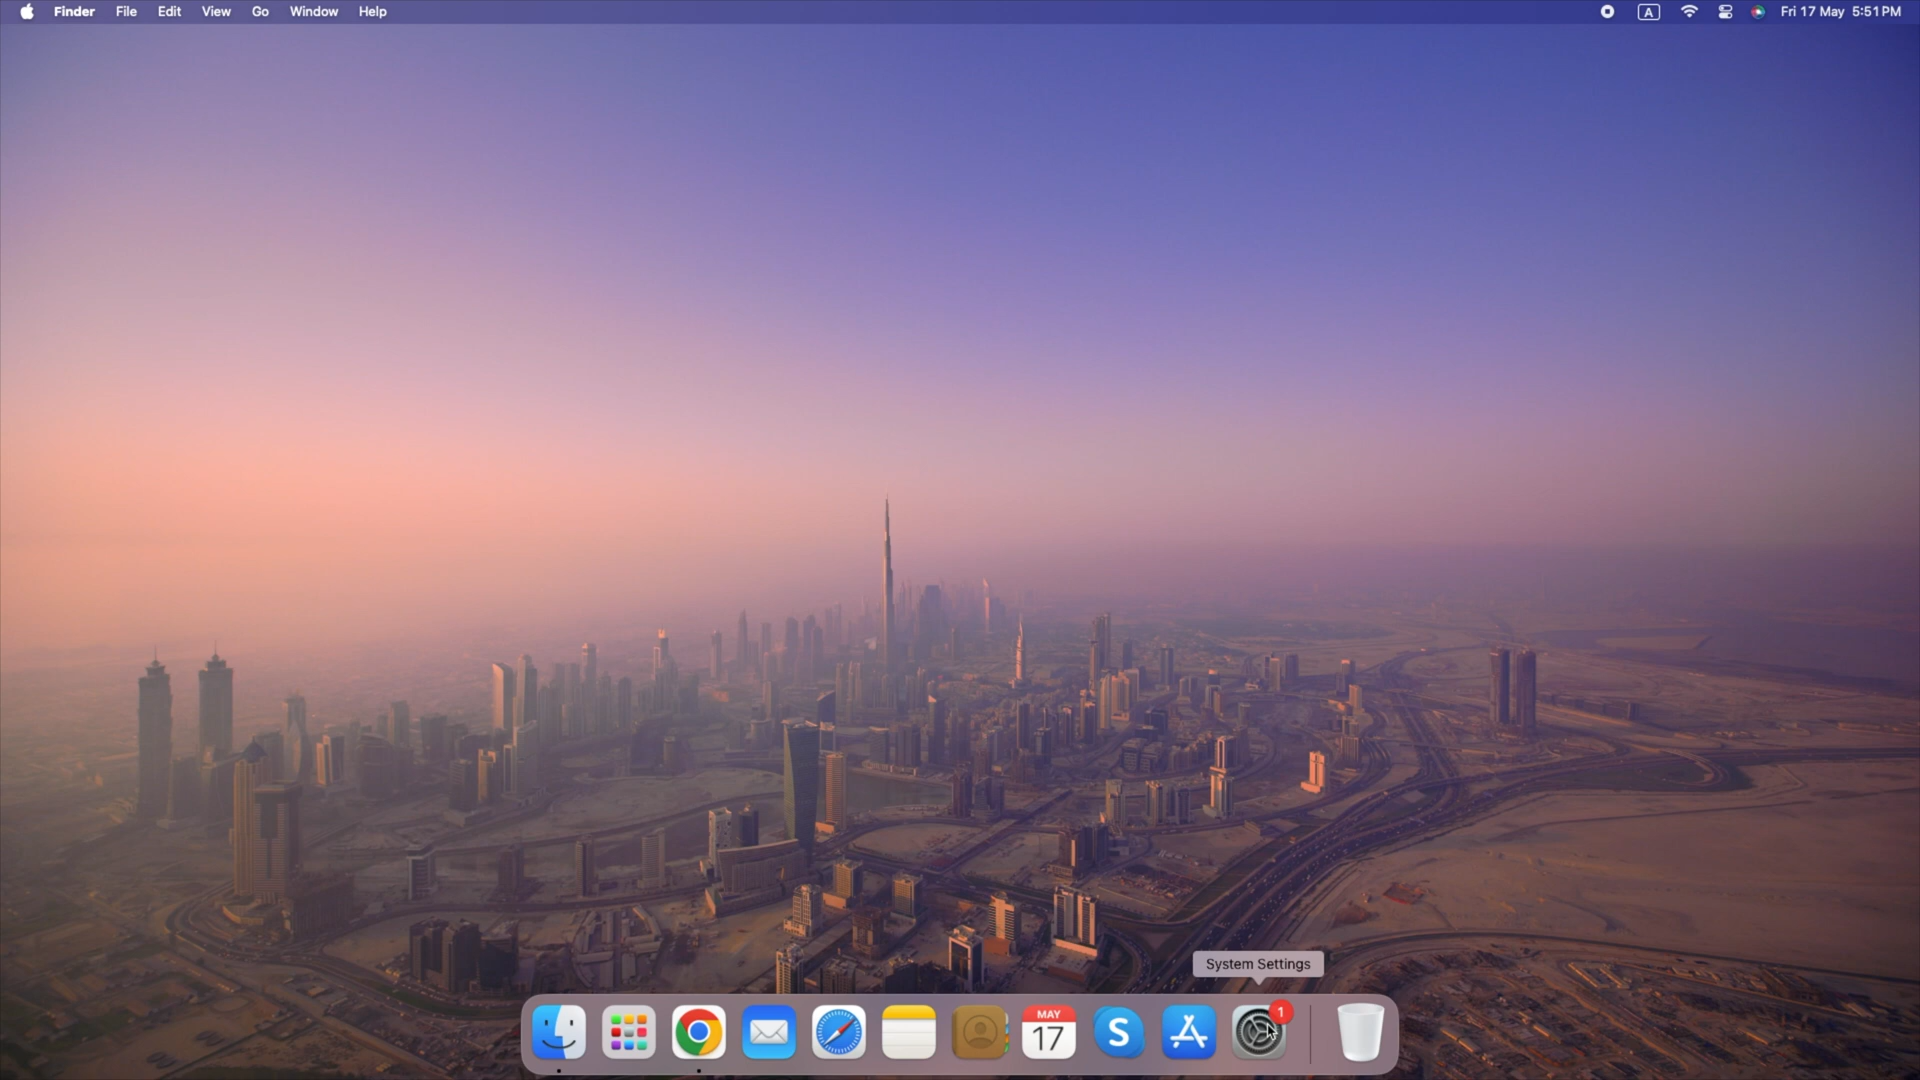 Finder File Edit View Go Window Help A Fri 17 May 5:51 PM
System Settings
MAY
17
S
1